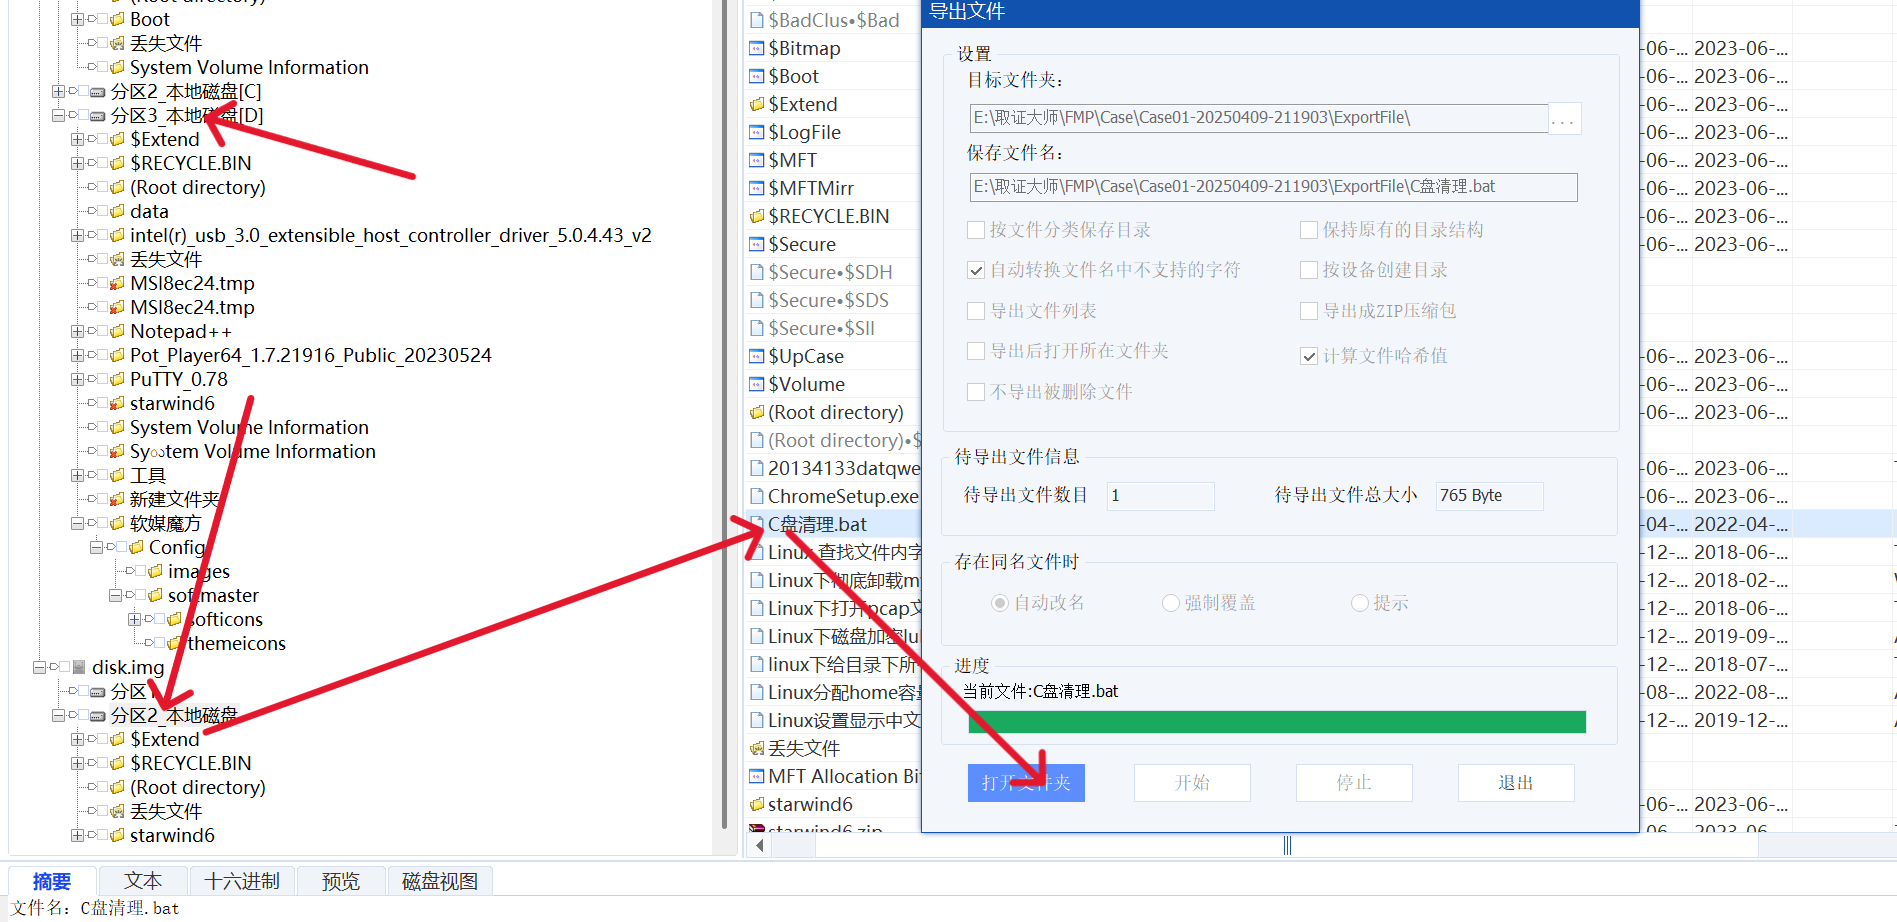 Boot
丢失文件
System Volume Information
分区2_本地磁盘[C]
分区3_本地磁盘[D]
$Extend
$RECYCLE.BIN
(Root directory)
data
intel(r)_usb_3.0_extensible_host_controller_driver_5.0.4.43_v2
丢失文件
MSI8ec24.tmp
MSI8ec24.tmp
Notepad++
Pot_Player64_1.7.21916_Public_20230524
PuTTY_0.78
starwind6
System Volume Information
Volume Information
工具
新建文件夹
软媒魔方
Config
images
softmaster
softicons
themeicons
disk.img
分区1
分区2_本地磁盘
$Extend
$RECYCLE.BIN
(Root directory)
丢失文件
starwind6
$BadClus•$Bad
$Bitmap
$Boot
$Extend
$LogFile
$MFT
$MFTMirr
$RECYCLE.BIN
$Secure
$Secure•$SDH
$Secure•$SDS
$Secure•$SII
$UpCase
$Volume
(Root directory)
(Root directory)•$
20134133datqwe
ChromeSetup.exe
C盘清理.bat
Linux 查找文件内字
Linux下彻底卸载m
Linux下打开pcap文
Linux下磁盘加密lu
linux下给目录下所
Linux分配home容量
Linux设置显示中文
丢失文件
MFT Allocation Bi
starwind6
starwind6.zip
导出文件
设置
目标文件夹:
E:\取证大师\FMP\Case\Case01-20250409-211903\ExportFile\
...
保存文件名:
E:\取证大师\FMP\Case\Case01-20250409-211903\ExportFile\C盘清理.bat
按文件分类保存目录
保持原有的目录结构
自动转换文件名中不支持的字符
按设备创建目录
导出文件列表
导出成ZIP压缩包
导出后打开所在文件夹
计算文件哈希值
不导出被删除文件
待导出文件信息
待导出文件数目 1
待导出文件总大小 765 Byte
存在同名文件时
自动改名
强制覆盖
提示
进度
当前文件:C盘清理.bat
打开文件夹
开始
停止
退出
-06-... 2023-06-...
-06-... 2023-06-...
-06-... 2023-06-...
-06-... 2023-06-...
-06-... 2023-06-...
-06-... 2023-06-...
-06-... 2023-06-...
-06-... 2023-06-...
-06-... 2023-06-...
-06-... 2023-06-...
-06-... 2023-06-...
-06-... 2023-06-...
-06-... 2023-06-...
-04-... 2022-04-...
-12-... 2018-06-...
-12-... 2018-02-...
-12-... 2018-06-...
-12-... 2019-09-...
-12-... 2018-07-...
-08-... 2022-08-...
-12-... 2019-12-...
-06-... 2023-06-...
-06-... 2023-06-...
摘要
文本
十六进制
预览
磁盘视图
文件名: C盘清理.bat